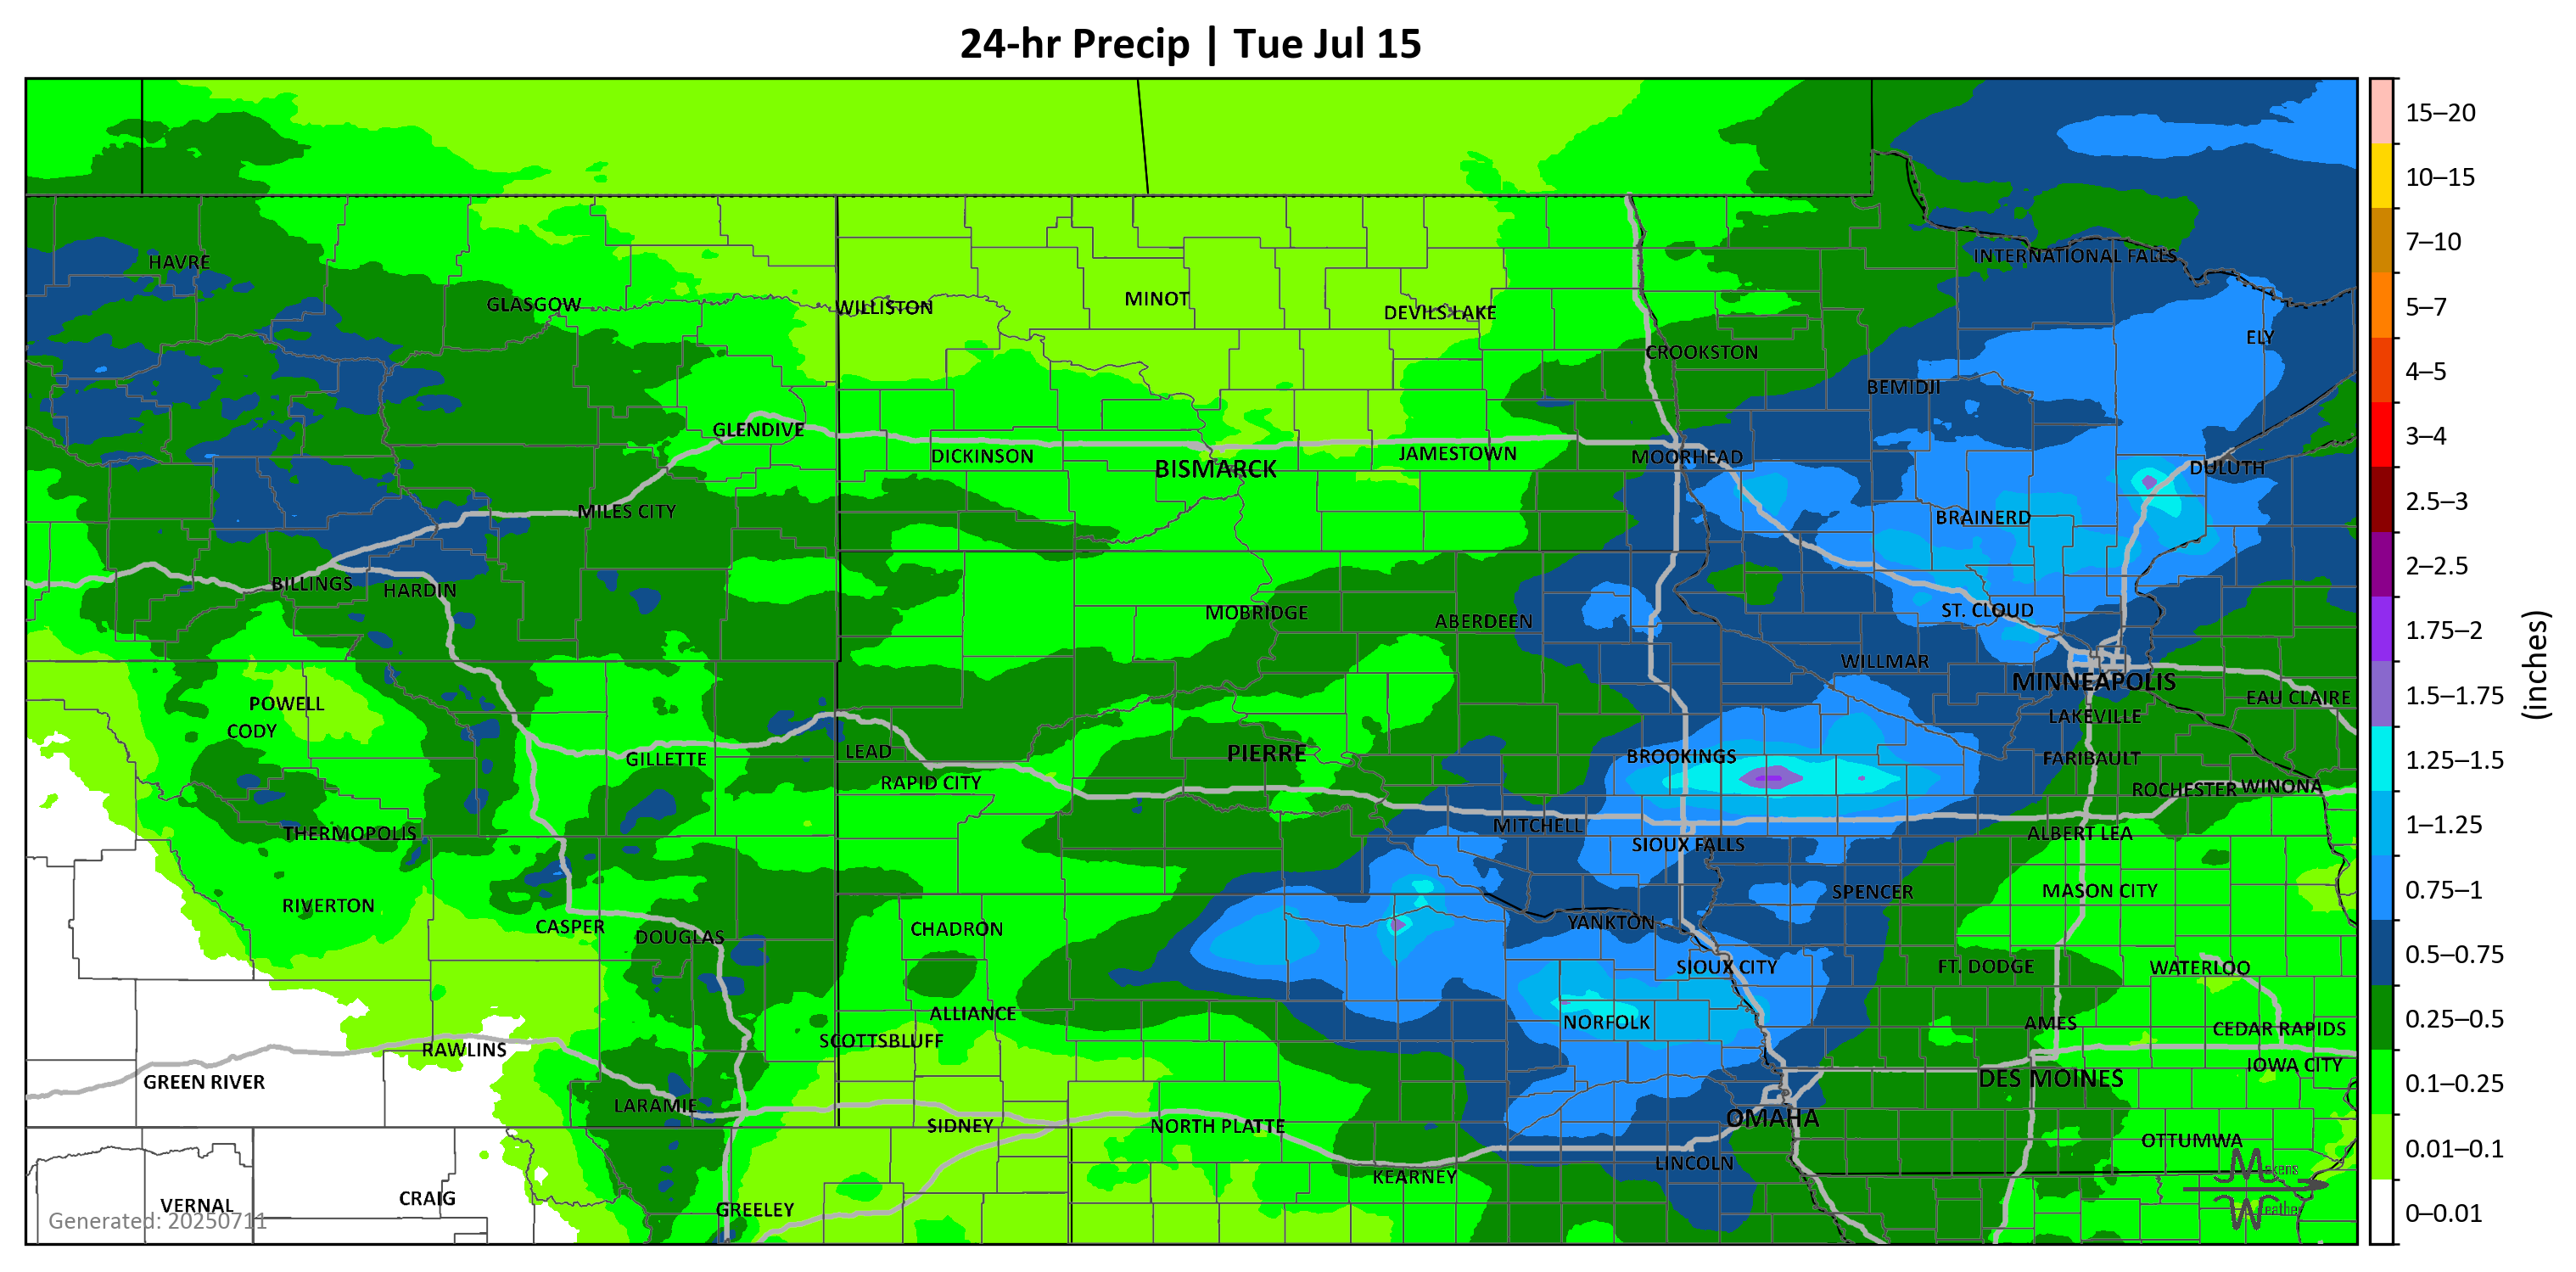 24-hr Precip | Tue Jul 15
15–20
10–15
7–10
5–7
4–5
3–4
2.5–3
2–2.5
1.75–2
1.5–1.75
1.25–1.5
1–1.25
0.75–1
0.5–0.75
0.25–0.5
0.1–0.25
0.01–0.1
0–0.01
(inches)
HAVRE
INTERNATIONAL FALLS
GLASGOW
WILLISTON
MINOT
DEVILS LAKE
ELY
CROOKSTON
BEMIDJI
GLENDIVE
DICKINSON
BISMARCK
JAMESTOWN
MOORHEAD
DULUTH
MILES CITY
BRAINERD
BILLINGS
HARDIN
MOBRIDGE
ABERDEEN
ST. CLOUD
WILLMAR
MINNEAPOLIS
EAU CLAIRE
POWELL
CODY
LAKEVILLE
GILLETTE
LEAD
PIERRE
BROOKINGS
FARIBAULT
RAPID CITY
ROCHESTER
WINONA
THERMOPOLIS
MITCHELL
ALBERT LEA
SIOUX FALLS
RIVERTON
SPENCER
MASON CITY
CASPER
DOUGLAS
CHADRON
YANKTON
SIOUX CITY
FT. DODGE
WATERLOO
ALLIANCE
NORFOLK
AMES
CEDAR RAPIDS
SCOTTSBLUFF
RAWLINS
IOWA CITY
GREEN RIVER
DES MOINES
LARAMIE
SIDNEY
NORTH PLATTE
OMAHA
OTTUMWA
LINCOLN
KEARNEY
VERNAL
CRAIG
GREELEY
Makens
Weather
Generated: 20250711